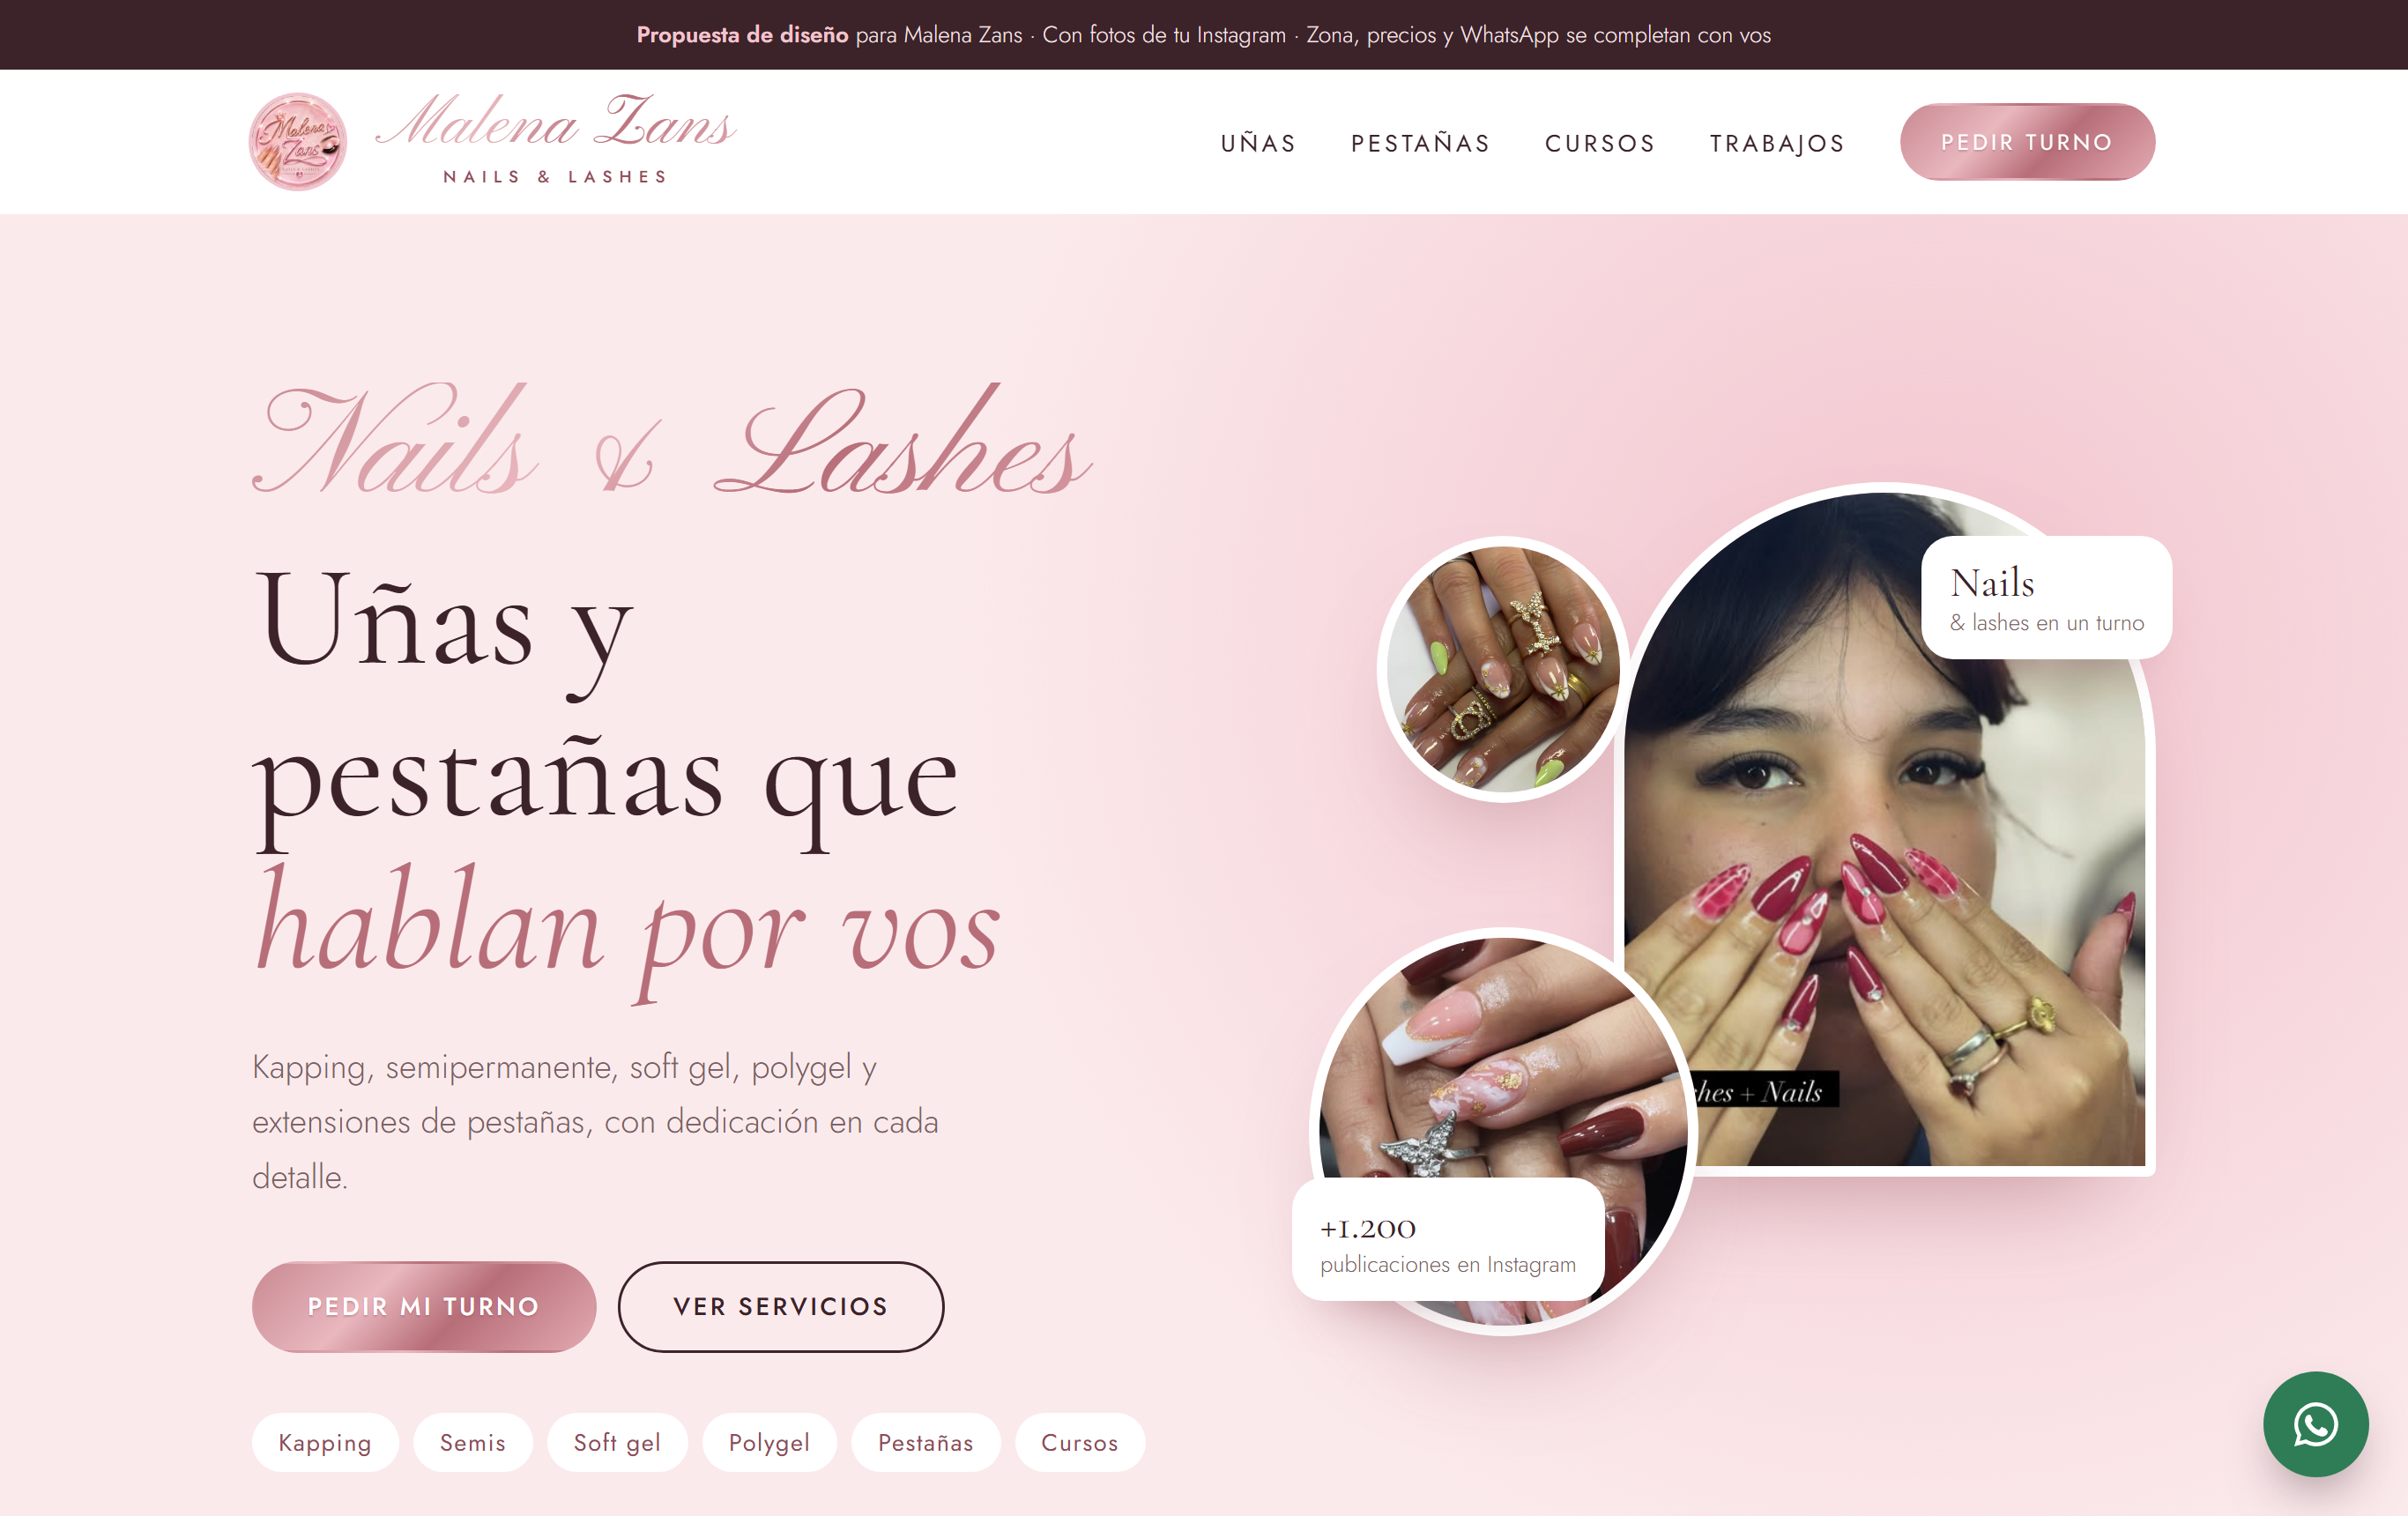 Propuesta de diseño para Malena Zans · Con fotos de tu Instagram · Zona, precios y WhatsApp se completan con vos
Malena Zans
Malena Zans
NAILS & LASHES
UÑAS
PESTAÑAS
CURSOS
TRABAJOS
PEDIR TURNO
Nails & Lashes
Uñas y
pestañas que
hablan por vos
Kapping, semipermanente, soft gel, polygel y
extensiones de pestañas, con dedicación en cada
detalle.
PEDIR MI TURNO
VER SERVICIOS
Kapping
Semis
Soft gel
Polygel
Pestañas
Cursos
Nails
& lashes en un turno
+ Nails
+1.200
publicaciones en Instagram